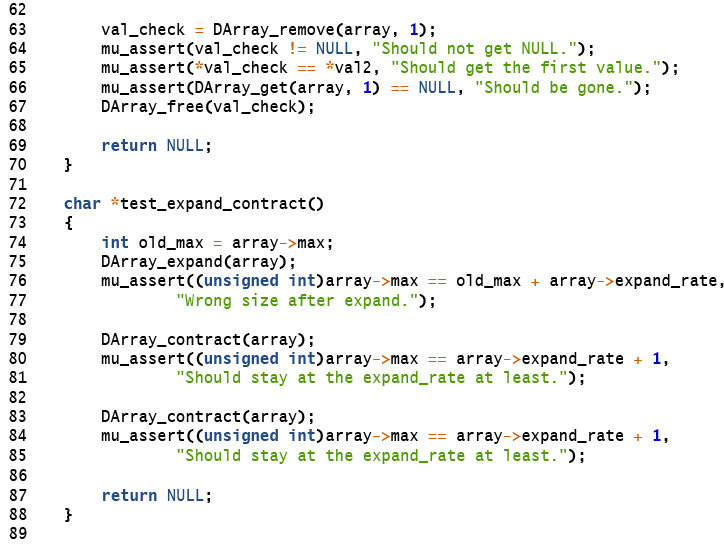 62
63 val_check = DArray_remove(array, 1);
64 mu_assert(val_check != NULL, "Should not get NULL.");
65 mu_assert(*val_check == *val2, "Should get the first value.");
66 mu_assert(DArray_get(array, 1) == NULL, "Should be gone.");
67 DArray_free(val_check);
68
69 return NULL;
70 }
71
72 char *test_expand_contract()
73 {
74 int old_max = array->max;
75 DArray_expand(array);
76 mu_assert((unsigned int)array->max == old_max + array->expand_rate,
77 "Wrong size after expand.");
78
79 DArray_contract(array);
80 mu_assert((unsigned int)array->max == array->expand_rate + 1,
81 "Should stay at the expand_rate at least.");
82
83 DArray_contract(array);
84 mu_assert((unsigned int)array->max == array->expand_rate + 1,
85 "Should stay at the expand_rate at least.");
86
87 return NULL;
88 }
89